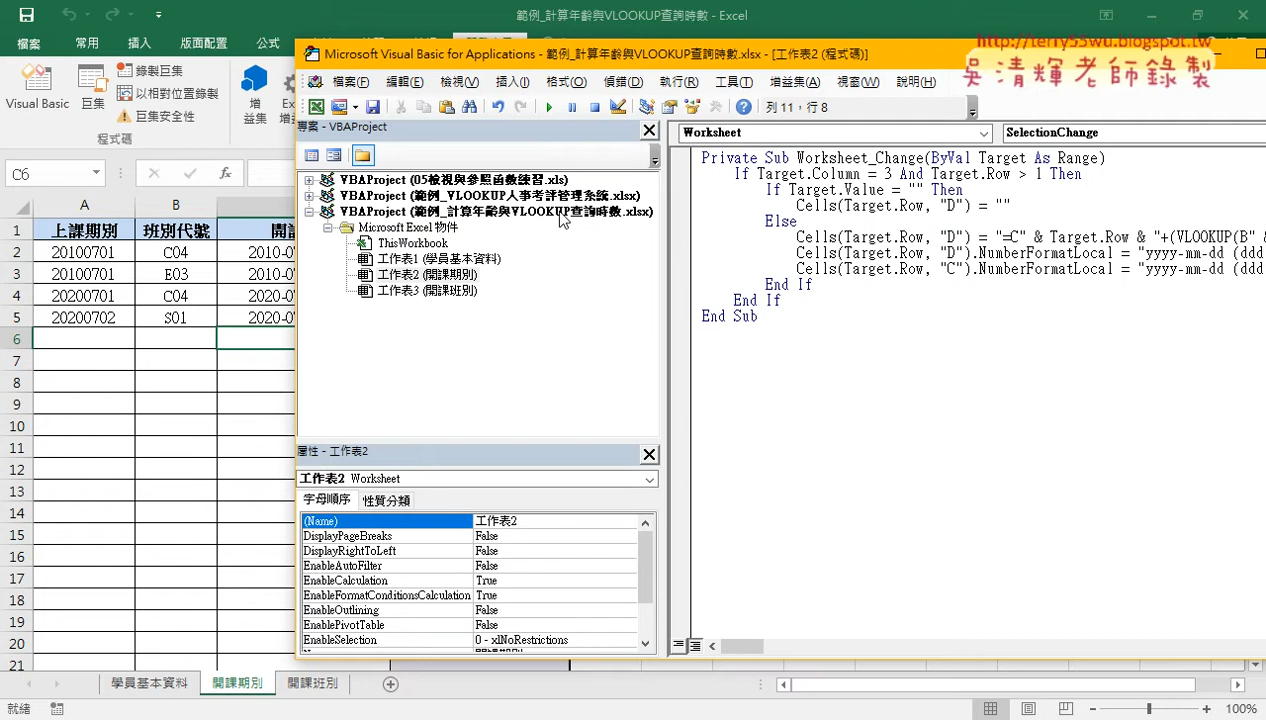 範例_計算年齡與VLOOKUP查詢時數 - Excel
檔案 常用 插入 版面配置 公式
http://terry55wu.blogspot.tw
吳清輝老師錄製
Microsoft Visual Basic for Applications - 範例_計算年齡與VLOOKUP查詢時數.xlsx - [工作表2 (程式碼)]
檔案(F) 編輯(E) 檢視(V) 插入(I) 格式(O) 偵錯(D) 執行(R) 工具(T) 增益集(A) 視窗(W) 說明(H)
Visual Basic 巨集 錄製巨集
以相對位置錄製
巨集安全性
增益集
程式碼
列 11，行 8
專案 - VBAProject
Worksheet SelectionChange
C6
VBAProject (05檢視與參照函數練習.xls)
VBAProject (範例_VLOOKUP人事考評管理系統.xlsx)
VBAProject (範例_計算年齡與VLOOKUP查詢時數.xlsx)
Microsoft Excel 物件
ThisWorkbook
工作表1 (學員基本資料)
工作表2 (開課期別)
工作表3 (開課班別)
Private Sub Worksheet_Change(ByVal Target As Range)
If Target.Column = 3 And Target.Row > 1 Then
If Target.Value = "" Then
Cells(Target.Row, "D") = ""
Else
Cells(Target.Row, "D") = "=C" & Target.Row & "+(VLOOKUP(B" &
Cells(Target.Row, "D").NumberFormatLocal = "yyyy-mm-dd (ddd
Cells(Target.Row, "C").NumberFormatLocal = "yyyy-mm-dd (ddd
End If
End If
End Sub
A B
1 上課期別 班別代號 開
2 20100701 C04 2010-0
3 20100701 E03 2010-0
4 20200701 C04 2020-0
5 20200702 S01 2020-0
6
7
8
9
10
11
12
13
14
15
16
17
18
19
20
21
屬性 - 工作表2
工作表2 Worksheet
字母順序 性質分類
(Name) 工作表2
DisplayPageBreaks False
DisplayRightToLeft False
EnableAutoFilter False
EnableCalculation True
EnableFormatConditionsCalculation True
EnableOutlining False
EnablePivotTable False
EnableSelection 0 - xlNoRestrictions
學員基本資料 開課期別 開課班別
就緒
100%